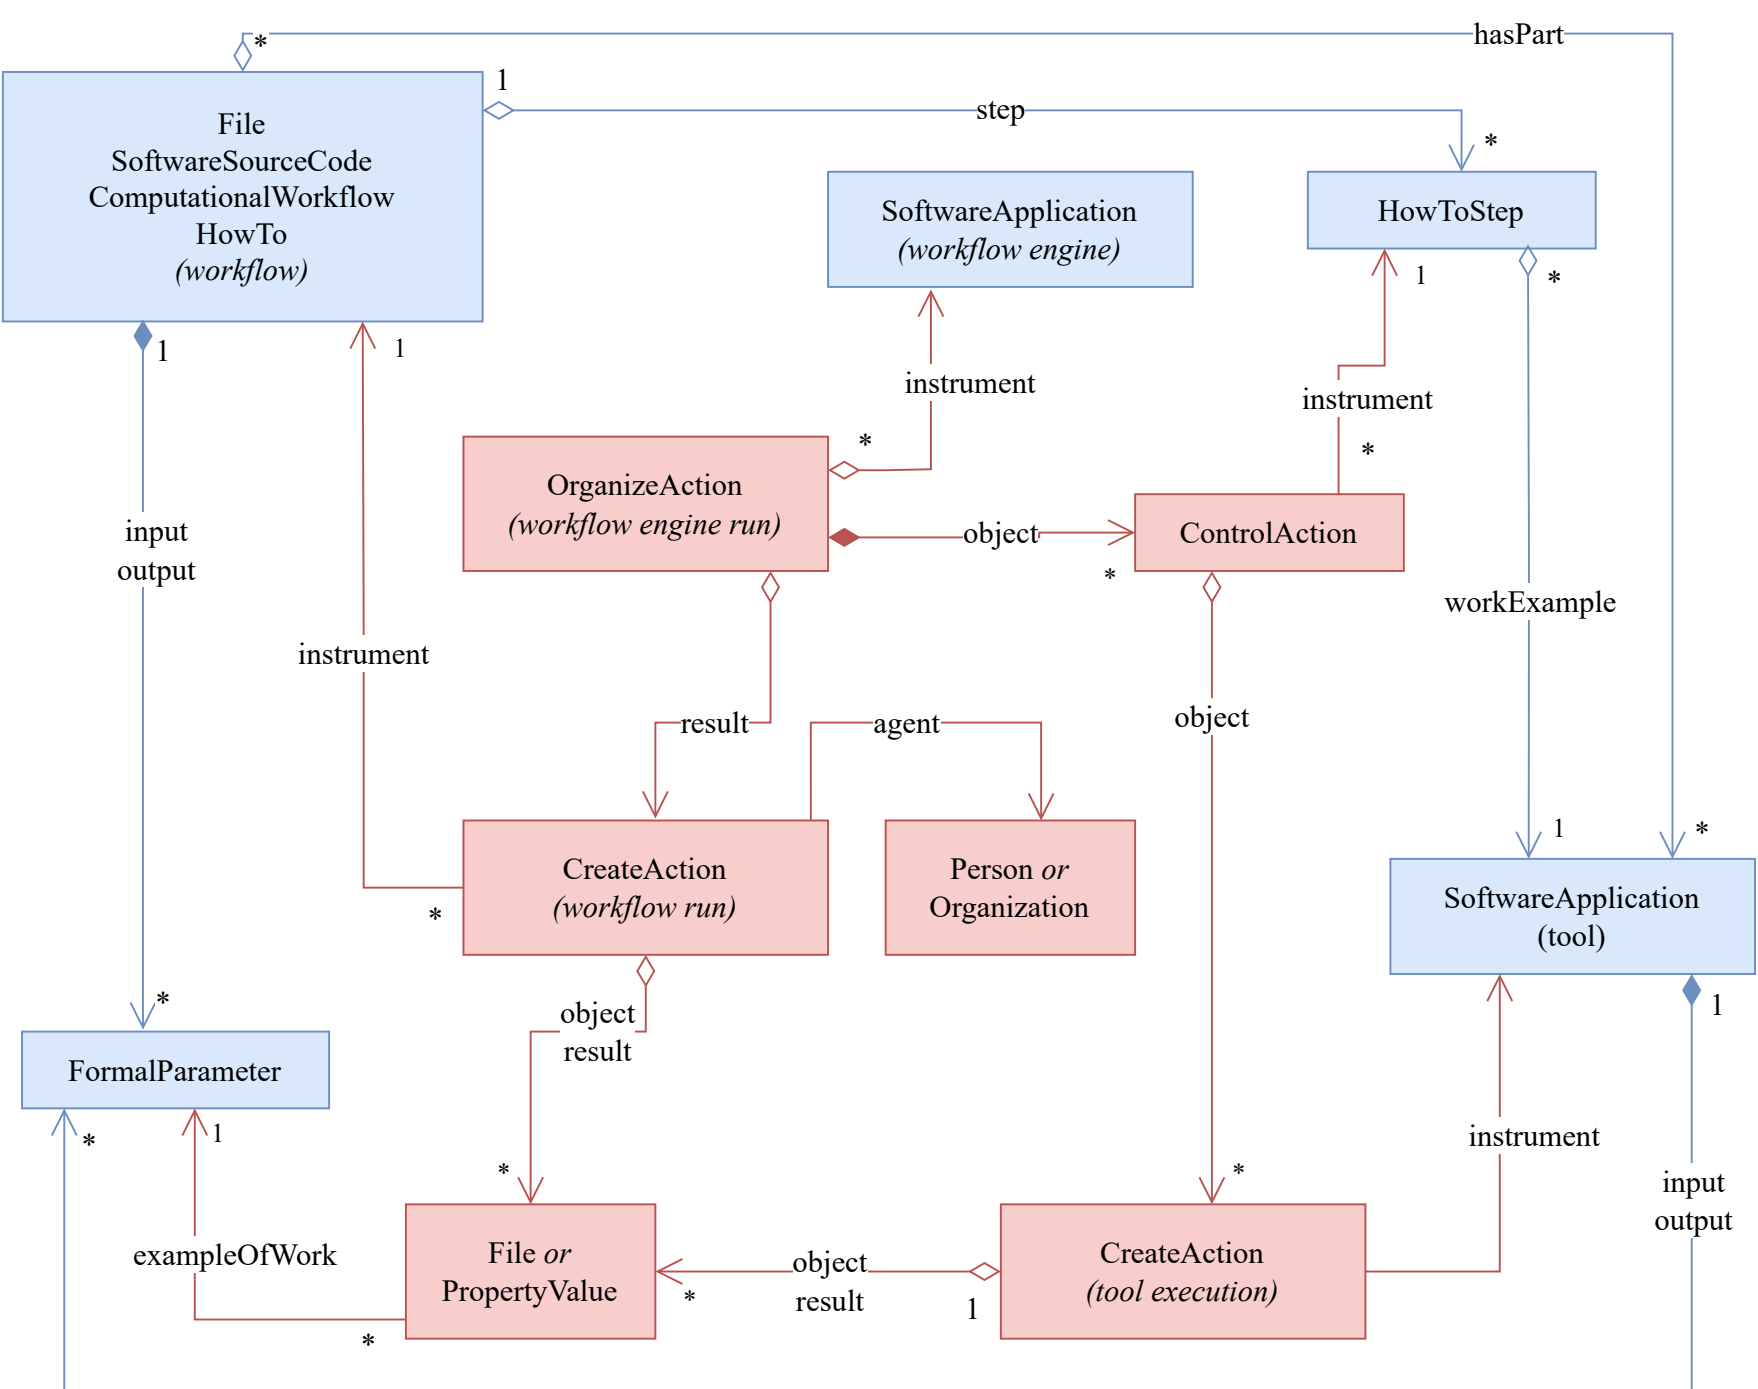 *
hasPart
1
step
*
File
SoftwareSourceCode
ComputationalWorkflow
HowTo
(workflow)
SoftwareApplication
(workflow engine)
HowToStep
1
*
1
1
instrument
instrument
*
*
OrganizeAction
(workflow engine run)
object
*
ControlAction
input
output
workExample
instrument
result
agent
object
1
*
CreateAction
(workflow run)
*
Person or
Organization
SoftwareApplication
(tool)
1
*
object
result
FormalParameter
*
1
instrument
*
*
input
output
exampleOfWork
*
File or
PropertyValue
object
result
*
1
CreateAction
(tool execution)